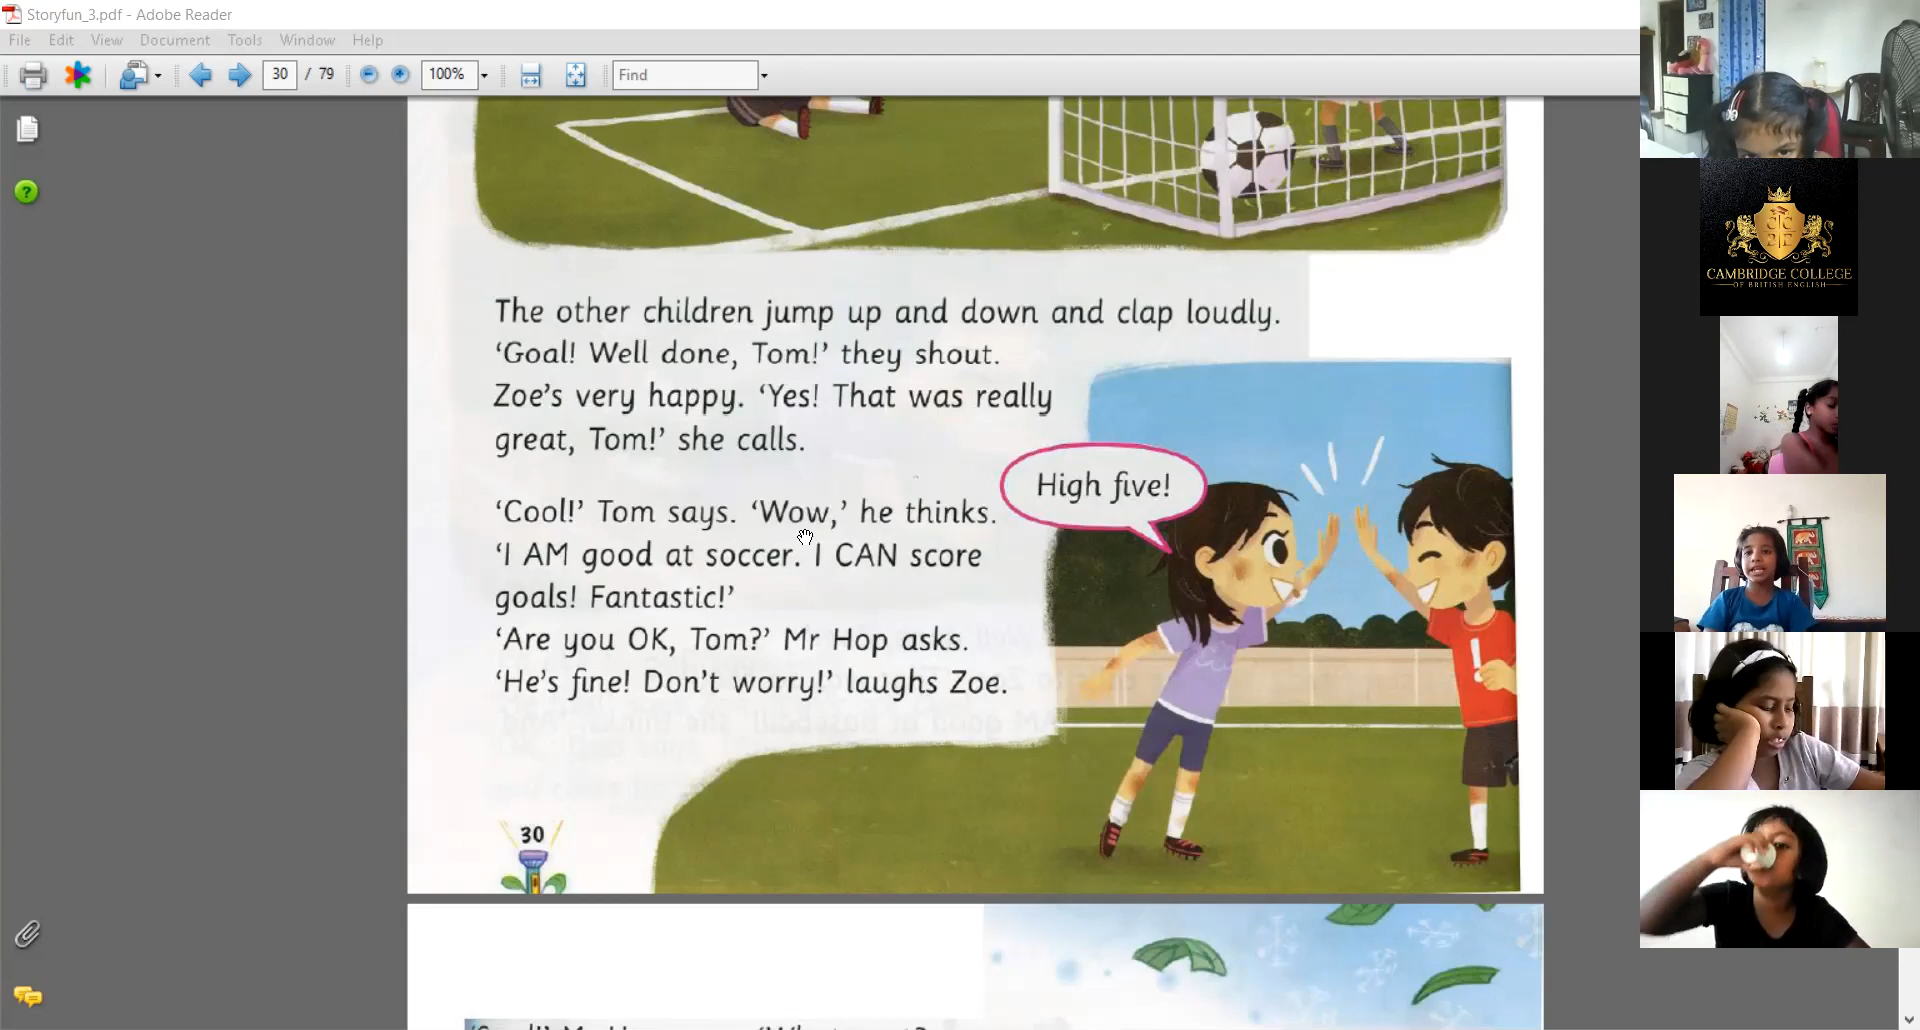 Storyfun_3.pdf - Adobe Reader
File Edit View Document Tools Window Help
30 / 79 100% Find
The other children jump up and down and clap loudly.
‘Goal! Well done, Tom!’ they shout.
Zoe’s very happy. ‘Yes! That was really
great, Tom!’ she calls.
High five!
‘Cool!’ Tom says. ‘Wow,’ he thinks.
‘I AM good at soccer. I CAN score
goals! Fantastic!’
‘Are you OK, Tom?’ Mr Hop asks.
‘He’s fine! Don’t worry!’ laughs Zoe.
30
CAMBRIDGE COLLEGE
OF BRITISH ENGLISH